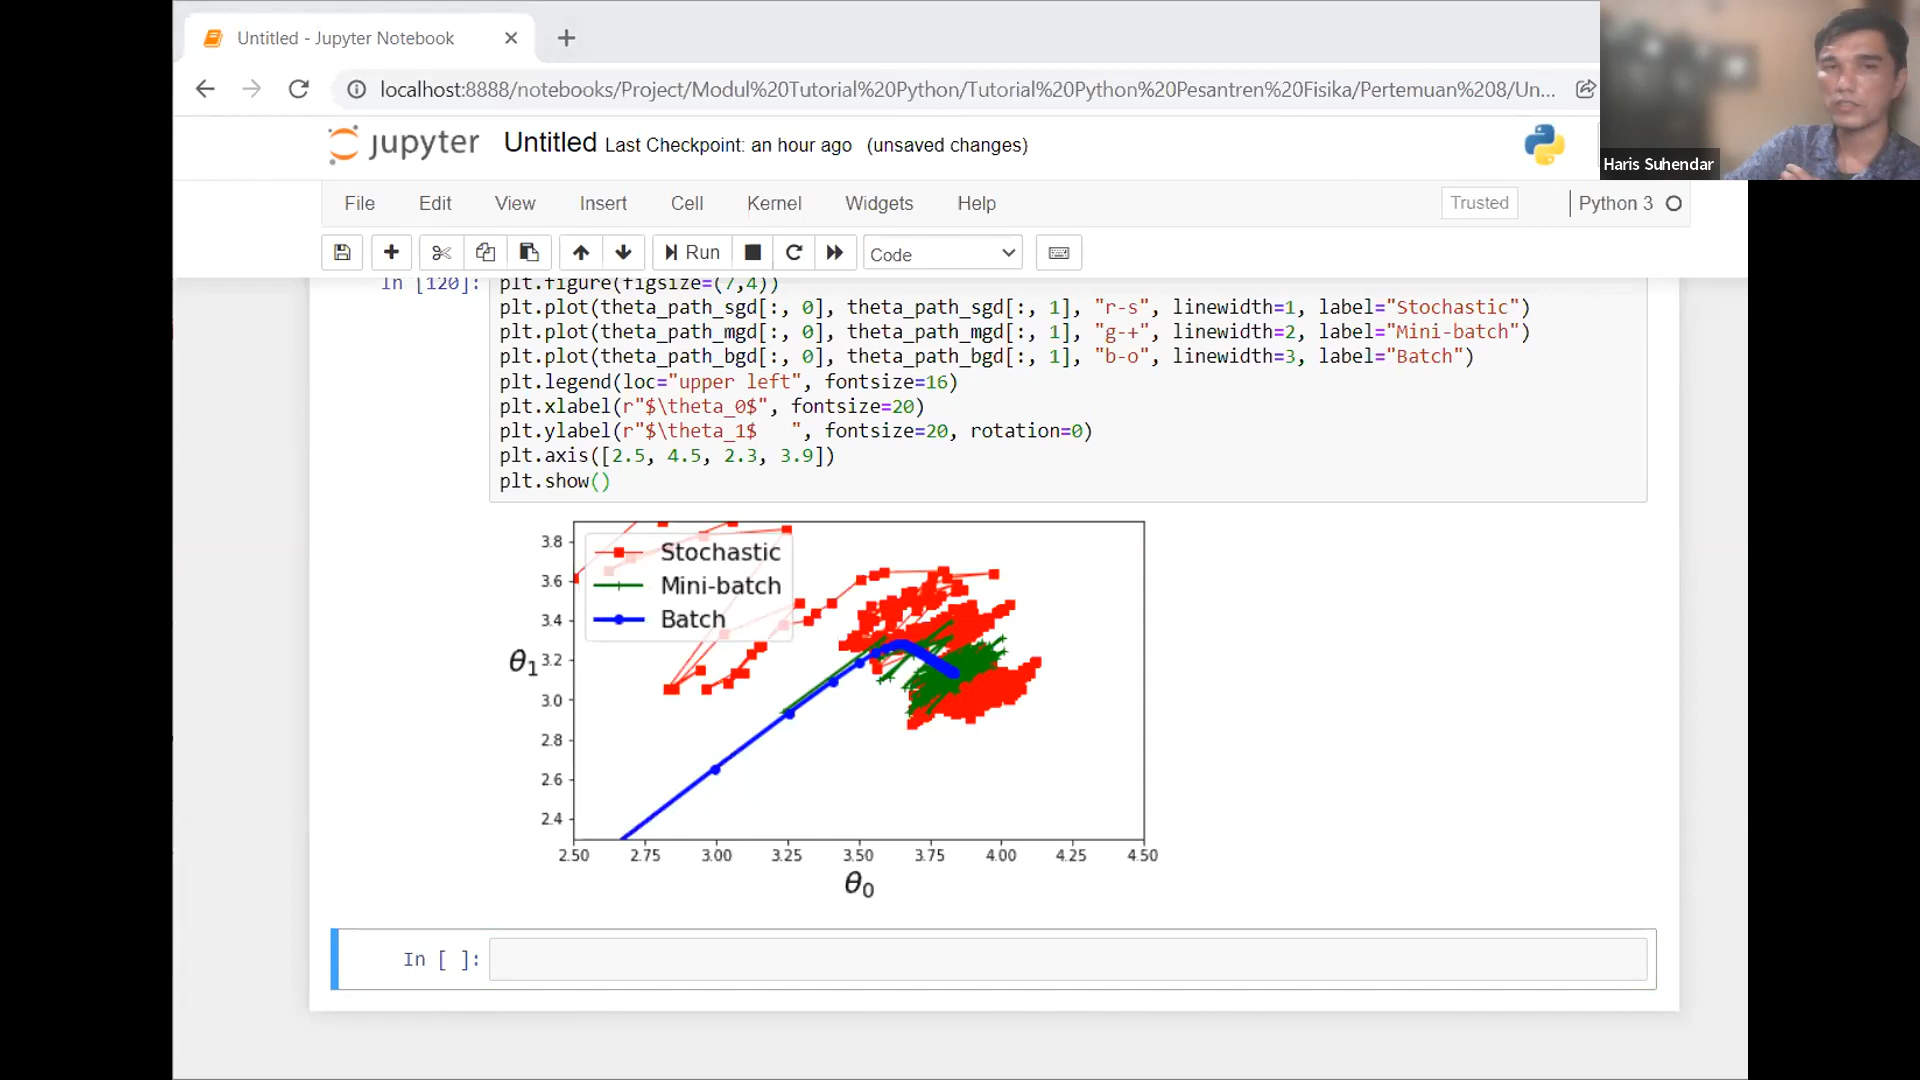 Untitled - Jupyter Notebook
localhost:8888/notebooks/Project/Modul%20Tutorial%20Python/Tutorial%20Python%20Pesantren%20Fisika/Pertemuan%208/Un...
Haris Suhendar
jupyter Untitled Last Checkpoint: an hour ago (unsaved changes)
File Edit View Insert Cell Kernel Widgets Help Trusted Python 3
Run Code
In [120]: plt.figure(figsize=(7,4))
plt.plot(theta_path_sgd[:, 0], theta_path_sgd[:, 1], "r-s", linewidth=1, label="Stochastic")
plt.plot(theta_path_mgd[:, 0], theta_path_mgd[:, 1], "g-+", linewidth=2, label="Mini-batch")
plt.plot(theta_path_bgd[:, 0], theta_path_bgd[:, 1], "b-o", linewidth=3, label="Batch")
plt.legend(loc="upper left", fontsize=16)
plt.xlabel(r"$\theta_0$", fontsize=20)
plt.ylabel(r"$\theta_1$   ", fontsize=20, rotation=0)
plt.axis([2.5, 4.5, 2.3, 3.9])
plt.show()
Stochastic
Mini-batch
Batch
3.8
3.6
3.4
3.2
3.0
2.8
2.6
2.4
θ1
2.50 2.75 3.00 3.25 3.50 3.75 4.00 4.25 4.50
θ0
In [ ]: